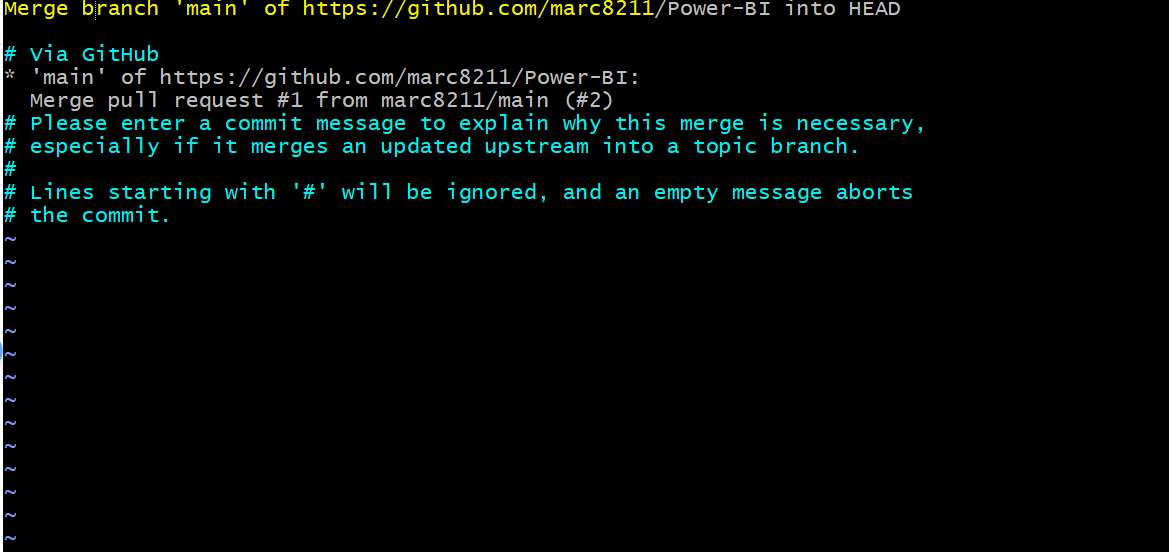 Merge branch 'main' of https://github.com/marc8211/Power-BI into HEAD
# Via GitHub
* 'main' of https://github.com/marc8211/Power-BI:
  Merge pull request #1 from marc8211/main (#2)
# Please enter a commit message to explain why this merge is necessary,
# especially if it merges an updated upstream into a topic branch.
#
# Lines starting with '#' will be ignored, and an empty message aborts
# the commit.
~
~
~
~
~
~
~
~
~
~
~
~
~
~